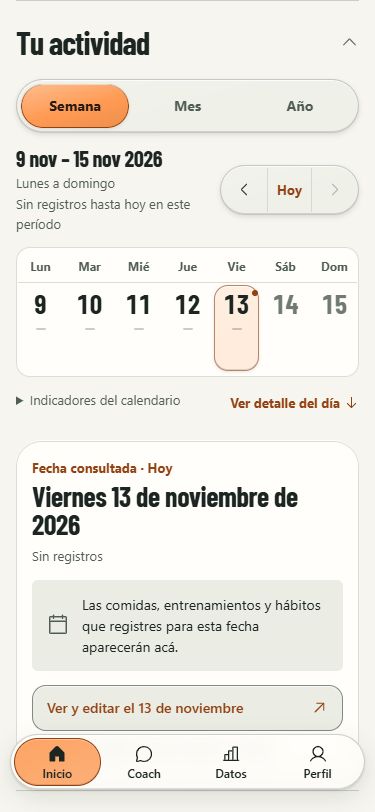 Tu actividad
Semana
Mes
Año
9 nov – 15 nov 2026
Lunes a domingo
Sin registros hasta hoy en este
período
Hoy
Lun Mar Mié Jue Vie Sáb Dom
9 10 11 12 13 14 15
— — — — —
Indicadores del calendario
Ver detalle del día ↓
Fecha consultada · Hoy
Viernes 13 de noviembre de
2026
Sin registros
Las comidas, entrenamientos y hábitos
que registres para esta fecha
aparecerán acá.
Ver y editar el 13 de noviembre
Inicio
Coach
Datos
Perfil